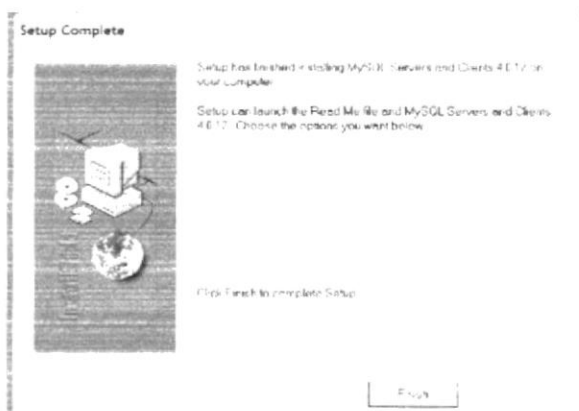 Setup Complete
Setup has finished installing MySQL Servers and Clients 4.0.12 on
your computer.
Setup can launch the Read Me file and MySQL Servers and Clients
4.0.12. Choose the options you want below.
Click Finish to complete Setup.
Finish